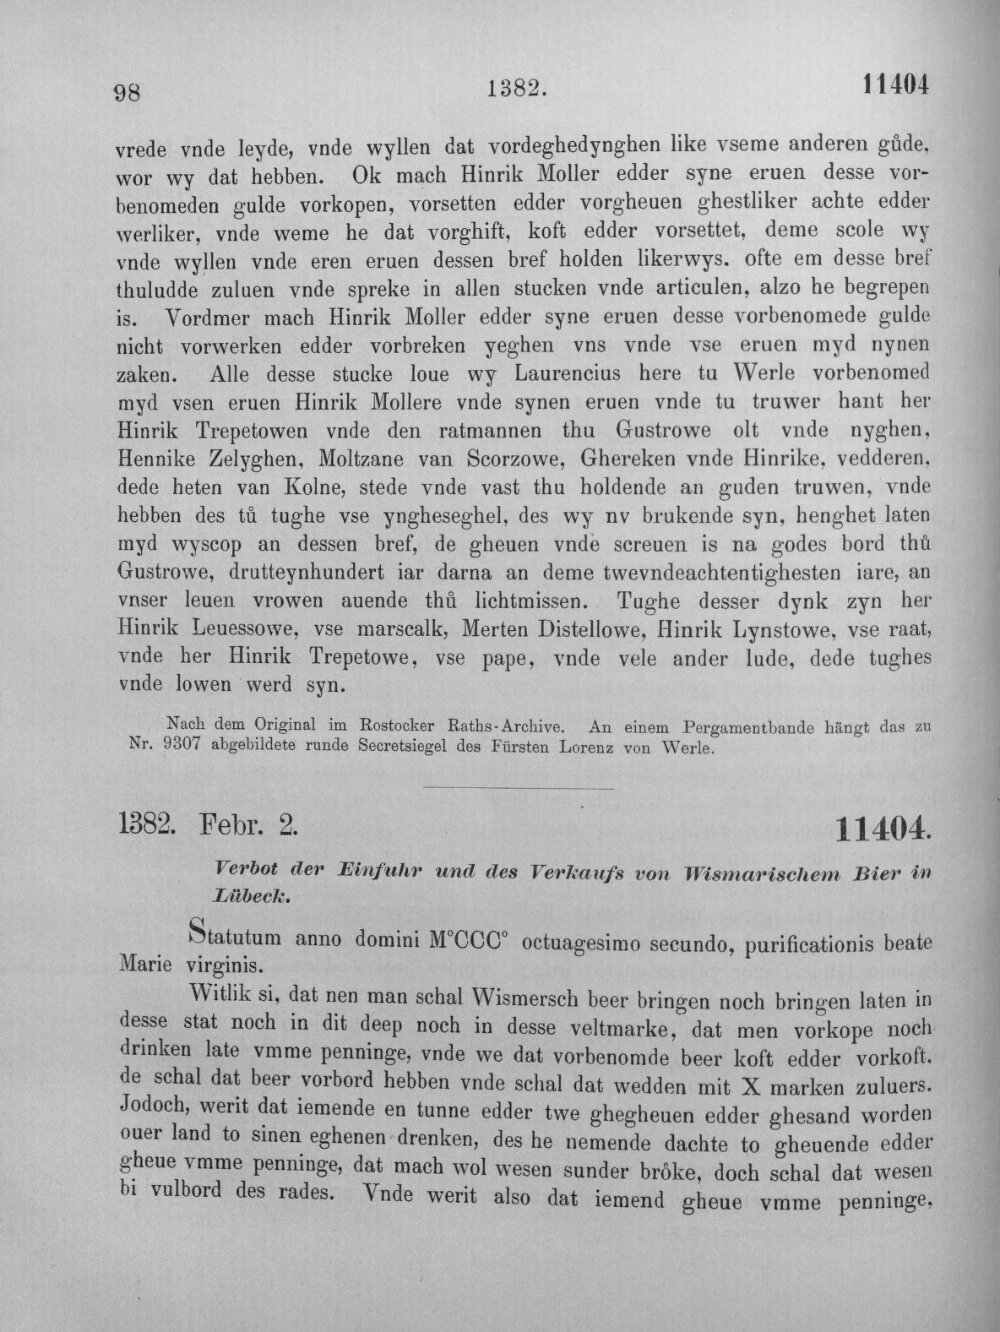 98 1382. 11404
vrede vnde leyde, vnde wyllen dat vordeghedynghen like vseme anderen gůde,
wor wy dat hebben. Ok mach Hinrik Moller edder syne eruen desse vor-
benomeden gulde vorkopen, vorsetten edder vorgheuen ghestliker achte edder
werliker, vnde weme he dat vorghift, koft edder vorsettet, deme scole wy
vnde wyllen vnde eren eruen dessen bref holden likerwys. ofte em desse bref
thuludde zuluen vnde spreke in allen stucken vnde articulen, alzo he begrepen
is. Vordmer mach Hinrik Moller edder syne eruen desse vorbenomede gulde
nicht vorwerken edder vorbreken yeghen vns vnde vse eruen myd nynen
zaken. Alle desse stucke loue wy Laurencius here tu Werle vorbenomed
myd vsen eruen Hinrik Mollere vnde synen eruen vnde tu truwer hant her
Hinrik Trepetowen vnde den ratmannen thu Gustrowe olt vnde nyghen,
Hennike Zelyghen, Moltzane van Scorzowe, Ghereken vnde Hinrike, vedderen,
dede heten van Kolne, stede vnde vast thu holdende an guden truwen, vnde
hebben des tů tughe vse yngheseghel, des wy nv brukende syn, henghet laten
myd wyscop an dessen bref, de gheuen vnde screuen is na godes bord thů
Gustrowe, drutteynhundert iar darna an deme twevndeachtentighesten iare, an
vnser leuen vrowen auende thů lichtmissen. Tughe desser dynk zyn her
Hinrik Leuessowe, vse marscalk, Merten Distellowe, Hinrik Lynstowe, vse raat,
vnde her Hinrik Trepetowe, vse pape, vnde vele ander lude, dede tughes
vnde lowen werd syn.
Nach dem Original im Rostocker Raths-Archive. An einem Pergamentbande hängt das zu
Nr. 9307 abgebildete runde Secretsiegel des Fürsten Lorenz von Werle.
1382. Febr. 2. 11404.
Verbot der Einfuhr und des Verkaufs von Wismarischem Bier in
Lübeck.
Statutum anno domini M°CCC° octuagesimo secundo, purificationis beate
Marie virginis.
Witlik si, dat nen man schal Wismersch beer bringen noch bringen laten in
desse stat noch in dit deep noch in desse veltmarke, dat men vorkope noch
drinken late vmme penninge, vnde we dat vorbenomde beer koft edder vorkoft.
de schal dat beer vorbord hebben vnde schal dat wedden mit X marken zuluers.
Jodoch, werit dat iemende en tunne edder twe ghegheuen edder ghesand worden
ouer land to sinen eghenen drenken, des he nemende dachte to gheuende edder
gheue vmme penninge, dat mach wol wesen sunder brôke, doch schal dat wesen
bi vulbord des rades. Vnde werit also dat iemend gheue vmme penninge,